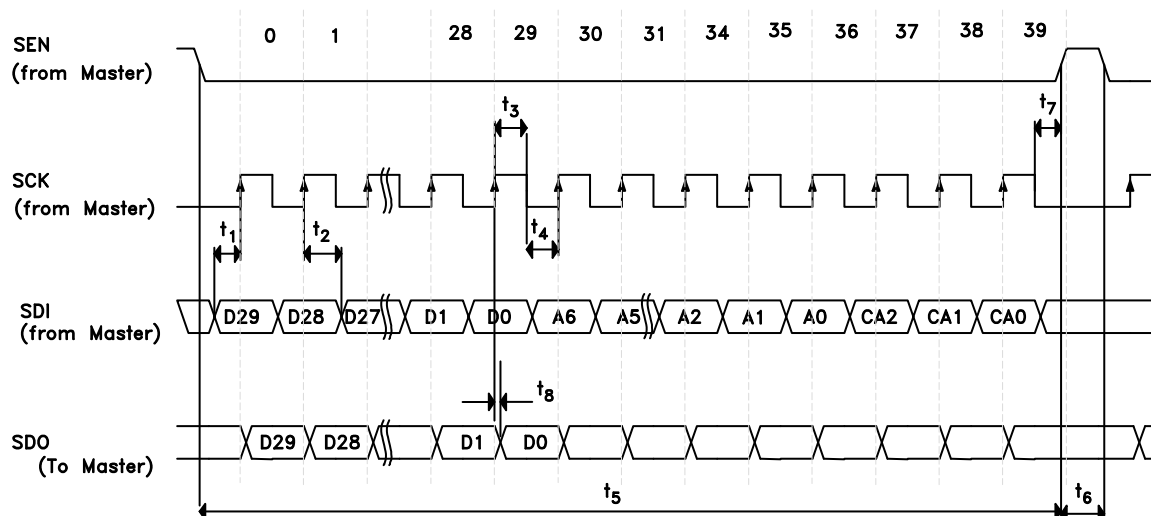 0 1 28 29 30 31 34 35 36 37 38 39
SEN
(from Master)
t3 t7
SCK
(from Master)
t1 t2 t4
SDI
(from Master)
D29 D28 D27 D1 D0 A6 A5 A2 A1 A0 CA2 CA1 CA0
t8
SDO
(To Master)
D29 D28 D1 D0
t5 t6